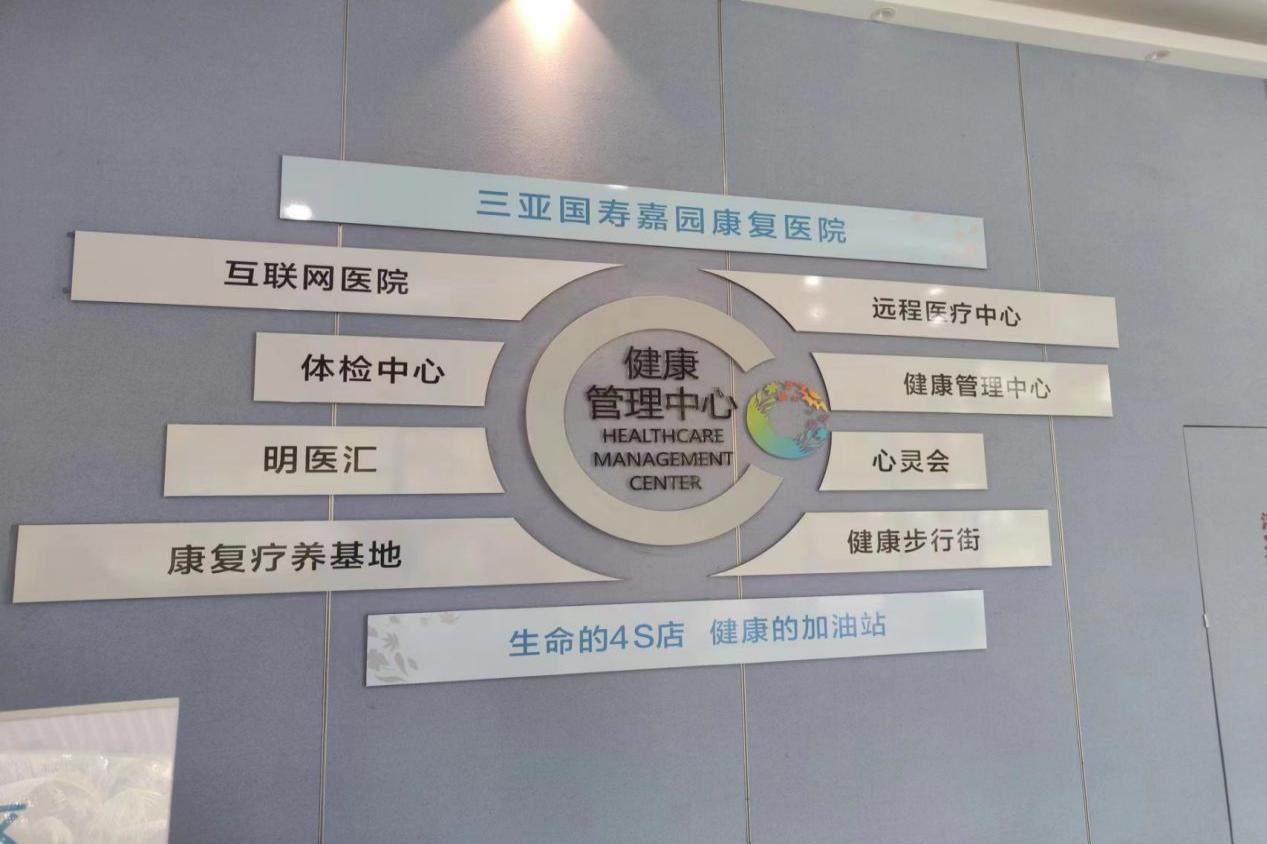 三亚国寿嘉园康复医院
互联网医院
远程医疗中心
体检中心
健康管理中心
明医汇
心灵会
康复疗养基地
健康步行街
健康
管理中心
HEALTHCARE
MANAGEMENT
CENTER
生命的4S店 健康的加油站